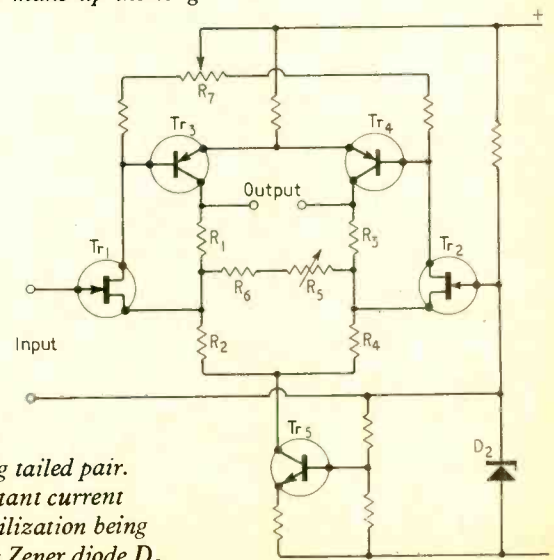 +
R7
Tr3
Tr4
Output
R1
R3
Tr1
Tr2
R6
R5
Input
R2
R4
Tr5
D2
g tailed pair.
tant current
ilization being
Zener diode D